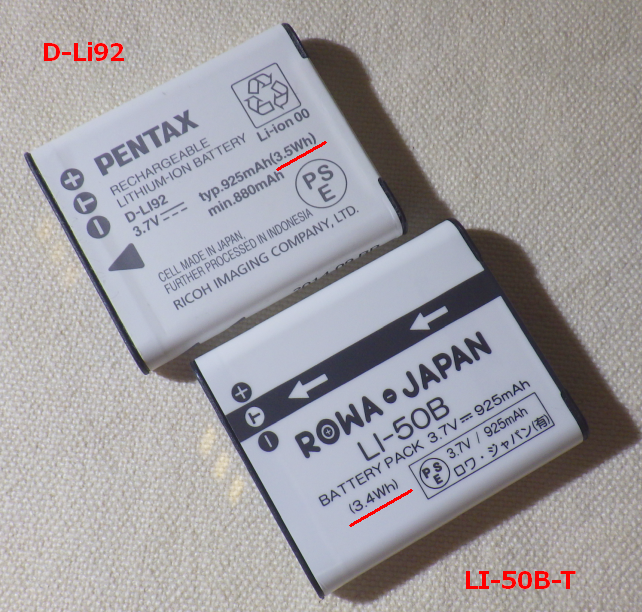 D-Li92
PENTAX
RECHARGEABLE
LITHIUM-ION BATTERY
Li-ion 00
D-LI92
3.7V
typ.925mAh(3.5Wh)
min.880mAh
PS
E
CELL MADE IN JAPAN.
FURTHER PROCESSED IN INDONESIA
RICOH IMAGING COMPANY, LTD.
T
ROWA JAPAN
LI-50B
BATTERY PACK 3.7V 925mAh
(3.4Wh)
PS
E
3.7V / 925mAh
ロワ・ジャパン(有)
T
LI-50B-T